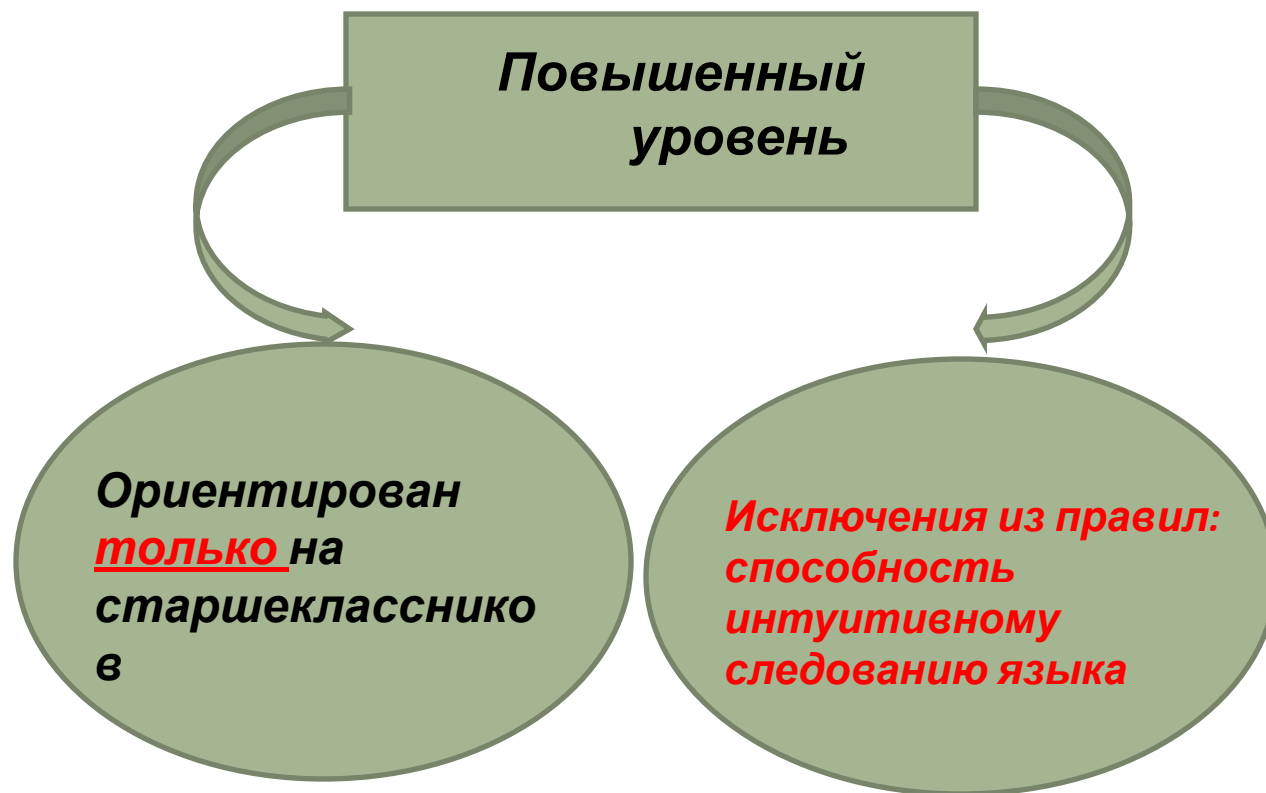 Повышенный
уровень
Ориентирован
только на
старшекласснико
в
Исключения из правил:
способность
интуитивному
следованию языка